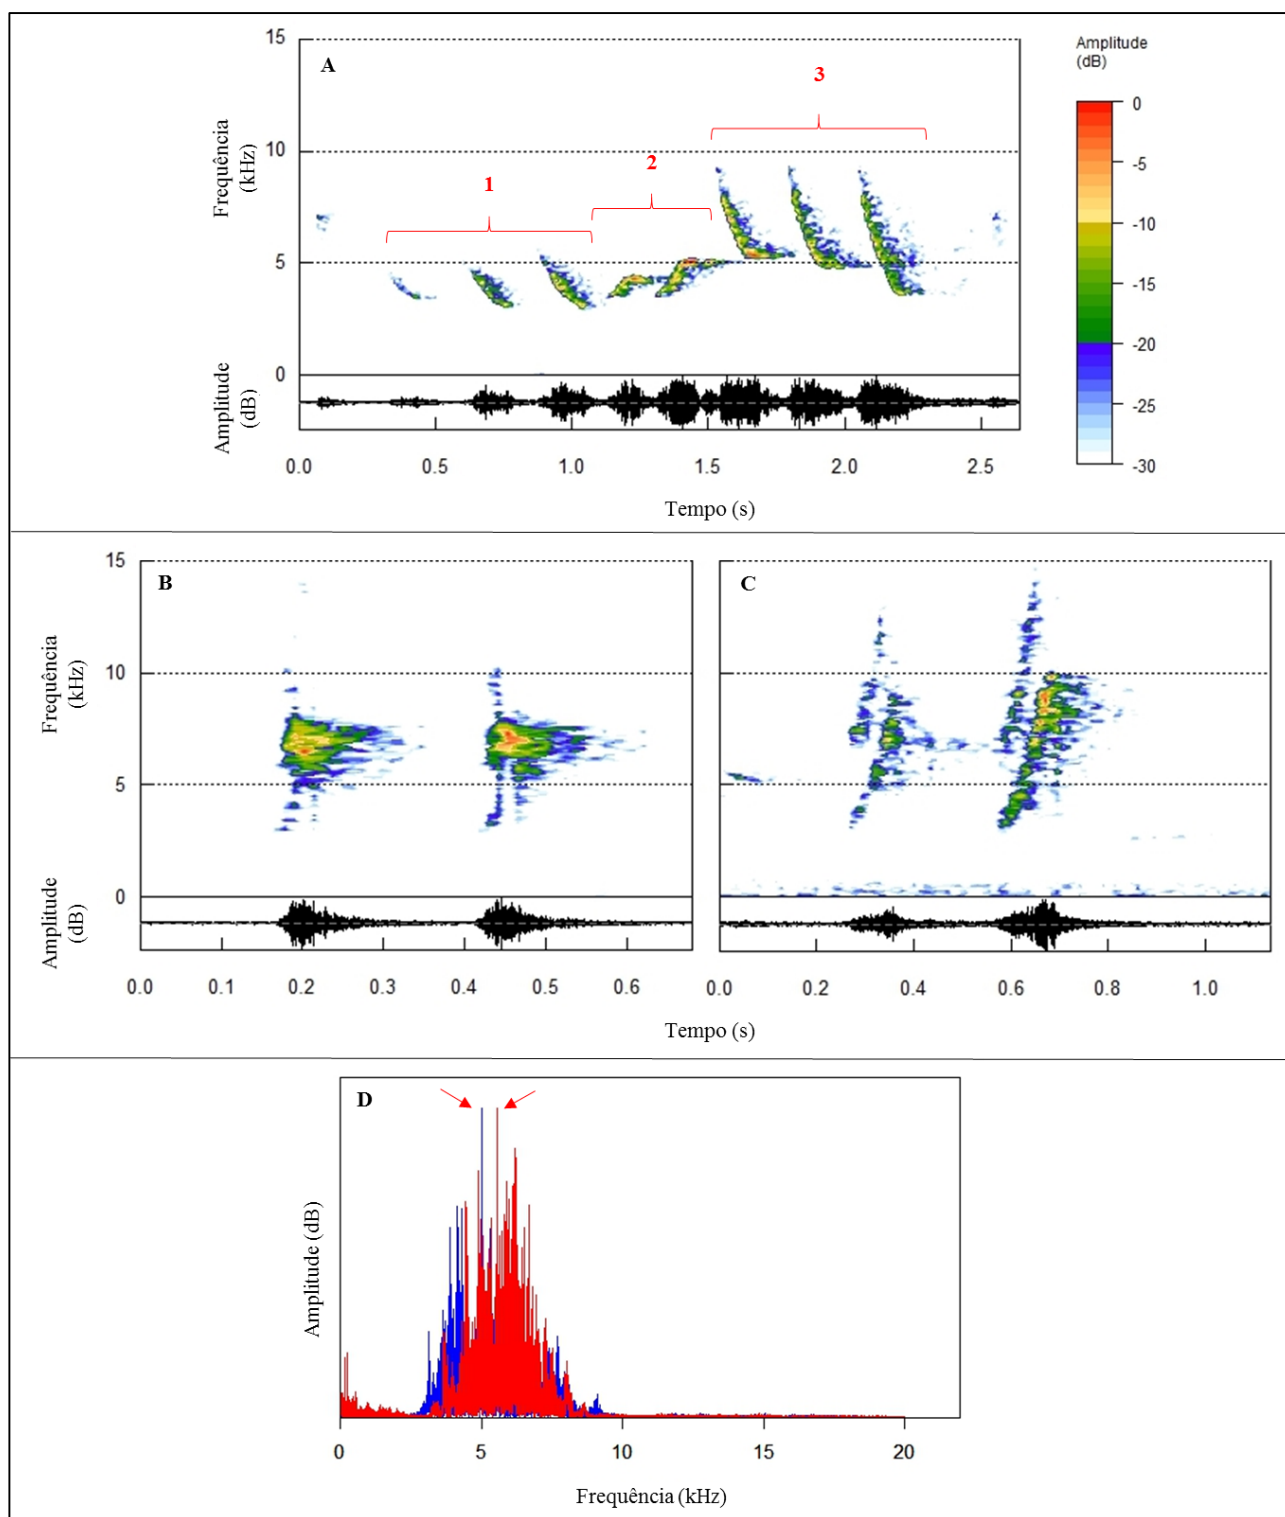 15
A
3
Amplitude
(dB)
0
-5
-10
-15
-20
-25
-30
Frequência
(kHz)
10
2
1
5
0
Amplitude
(dB)
0.0 0.5 1.0 1.5 2.0 2.5
Tempo (s)
15
B
C
Frequência
(kHz)
10
5
0
Amplitude
(dB)
0.0 0.1 0.2 0.3 0.4 0.5 0.6
0.0 0.2 0.4 0.6 0.8 1.0
Tempo (s)
D
Amplitude (dB)
0 5 10 15 20
Frequência (kHz)